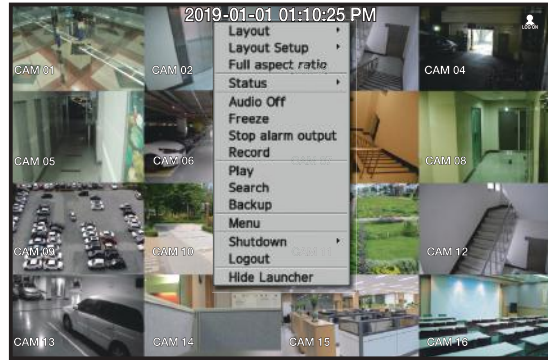 2019-01-01 01:10:25 PM
LOG ON
Layout
Layout Setup
Full aspect ratio
Status
Audio Off
Freeze
Stop alarm output
Record
Play
Search
Backup
Menu
Shutdown
Logout
Hide Launcher
CAM 01
CAM 02
CAM 04
CAM 05
CAM 06
CAM 08
CAM 09
CAM 10
CAM 12
CAM 13
CAM 14
CAM 15
CAM 16